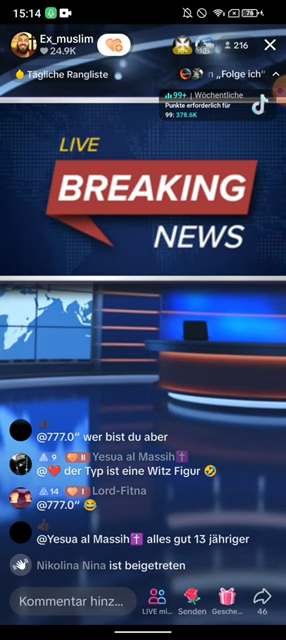 15:14
76
Ex_muslim
24.9K
216
Tägliche Rangliste
n „Folge ich“
99+ | Wöchentliche
Punkte erforderlich für
99: 378.6K
LIVE
BREAKING
NEWS
@777.0“ wer bist du aber
9 II Yesua al Massih✝️
@❤️ der Typ ist eine Witz Figur 🤣
14 I Lord-Fitna
@777.0“ 😂
@Yesua al Massih✝️ alles gut 13 jähriger
Nikolina Nina ist beigetreten
Kommentar hinz...
LIVE mi...
Senden
Gesche...
46